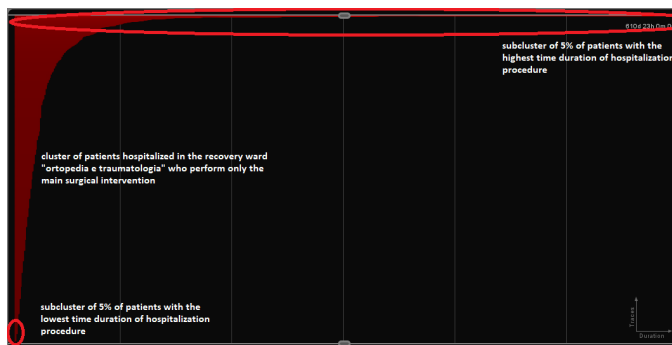 610d 23h 0m 0
subcluster of 5% of patients with the
highest time duration of hospitalization
procedure
cluster of patients hospitalized in the recovery ward
"ortopedia e traumatologia" who perform only the
main surgical intervention
subcluster of 5% of patients with the
lowest time duration of hospitalization
procedure
Traces
Duration